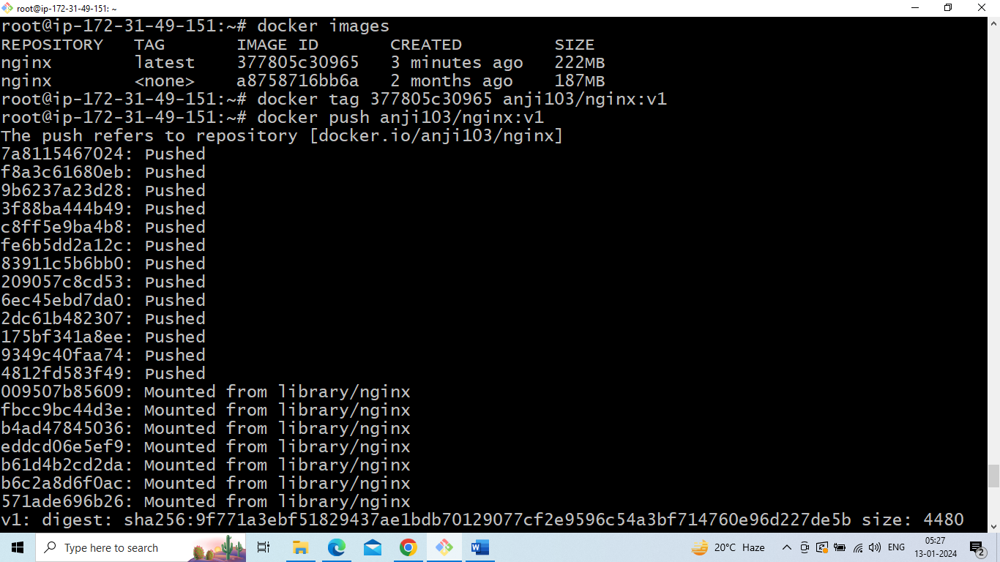 root@ip-172-31-49-151: ~
root@ip-172-31-49-151:~# docker images
REPOSITORY TAG IMAGE ID CREATED SIZE
nginx latest 377805c30965 3 minutes ago 222MB
nginx <none> a8758716bb6a 2 months ago 187MB
root@ip-172-31-49-151:~# docker tag 377805c30965 anji103/nginx:v1
root@ip-172-31-49-151:~# docker push anji103/nginx:v1
The push refers to repository [docker.io/anji103/nginx]
7a8115467024: Pushed
f8a3c61680eb: Pushed
9b6237a23d28: Pushed
3f88ba444b49: Pushed
c8ff5e9ba4b8: Pushed
fe6b5dd2a12c: Pushed
83911c5b6bb0: Pushed
209057c8cd53: Pushed
6ec45ebd7da0: Pushed
2dc61b482307: Pushed
175bf341a8ee: Pushed
9349c40faa74: Pushed
4812fd583f49: Pushed
009507b85609: Mounted from library/nginx
fbcc9bc44d3e: Mounted from library/nginx
b4ad47845036: Mounted from library/nginx
eddcd06e5ef9: Mounted from library/nginx
b61d4b2cd2da: Mounted from library/nginx
b6c2a8d6f0ac: Mounted from library/nginx
571ade696b26: Mounted from library/nginx
v1: digest: sha256:9f771a3ebf51829437ae1bdb70129077cf2e9596c54a3bf714760e96d227de5b size: 4480
Type here to search
20°C Haze
ENG
05:27
13-01-2024
2